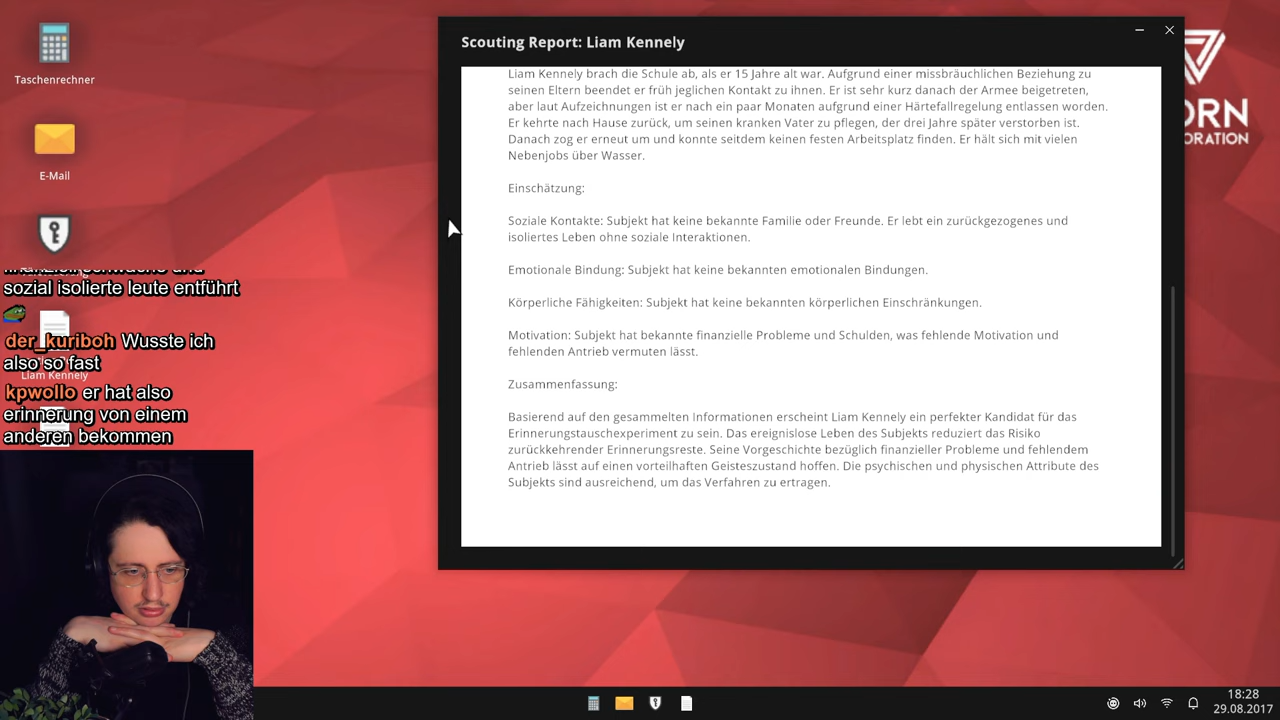 Taschenrechner
E-Mail
sozial isolierte leute entführt
der_kuriboh Wusste ich
also so fast
Liam Kennely
kpwollo er hat also
erinnerung von einem
anderen bekommen
Scouting Report: Liam Kennely
Liam Kennely brach die Schule ab, als er 15 Jahre alt war. Aufgrund einer missbräuchlichen Beziehung zu
seinen Eltern beendet er früh jeglichen Kontakt zu ihnen. Er ist sehr kurz danach der Armee beigetreten,
aber laut Aufzeichnungen ist er nach ein paar Monaten aufgrund einer Härtefallregelung entlassen worden.
Er kehrte nach Hause zurück, um seinen kranken Vater zu pflegen, der drei Jahre später verstorben ist.
Danach zog er erneut um und konnte seitdem keinen festen Arbeitsplatz finden. Er hält sich mit vielen
Nebenjobs über Wasser.
Einschätzung:
Soziale Kontakte: Subjekt hat keine bekannte Familie oder Freunde. Er lebt ein zurückgezogenes und
isoliertes Leben ohne soziale Interaktionen.
Emotionale Bindung: Subjekt hat keine bekannten emotionalen Bindungen.
Körperliche Fähigkeiten: Subjekt hat keine bekannten körperlichen Einschränkungen.
Motivation: Subjekt hat bekannte finanzielle Probleme und Schulden, was fehlende Motivation und
fehlenden Antrieb vermuten lässt.
Zusammenfassung:
Basierend auf den gesammelten Informationen erscheint Liam Kennely ein perfekter Kandidat für das
Erinnerungstauschexperiment zu sein. Das ereignislose Leben des Subjekts reduziert das Risiko
zurückkehrender Erinnerungsreste. Seine Vorgeschichte bezüglich finanzieller Probleme und fehlendem
Antrieb lässt auf einen vorteilhaften Geisteszustand hoffen. Die psychischen und physischen Attribute des
Subjekts sind ausreichend, um das Verfahren zu ertragen.
ORN
ORATION
18:28
29.08.2017